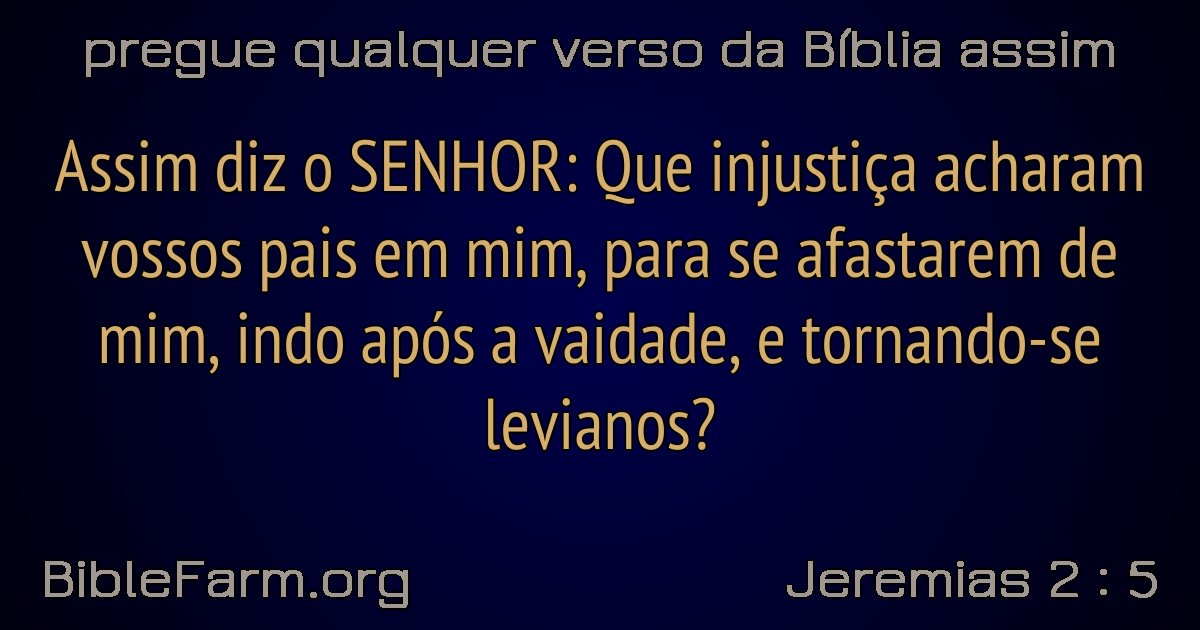 pregue qualquer verso da Bíblia assim
Assim diz o SENHOR: Que injustiça acharam
vossos pais em mim, para se afastarem de
mim, indo após a vaidade, e tornando-se
levianos?
BibleFarm.org
Jeremias 2 : 5